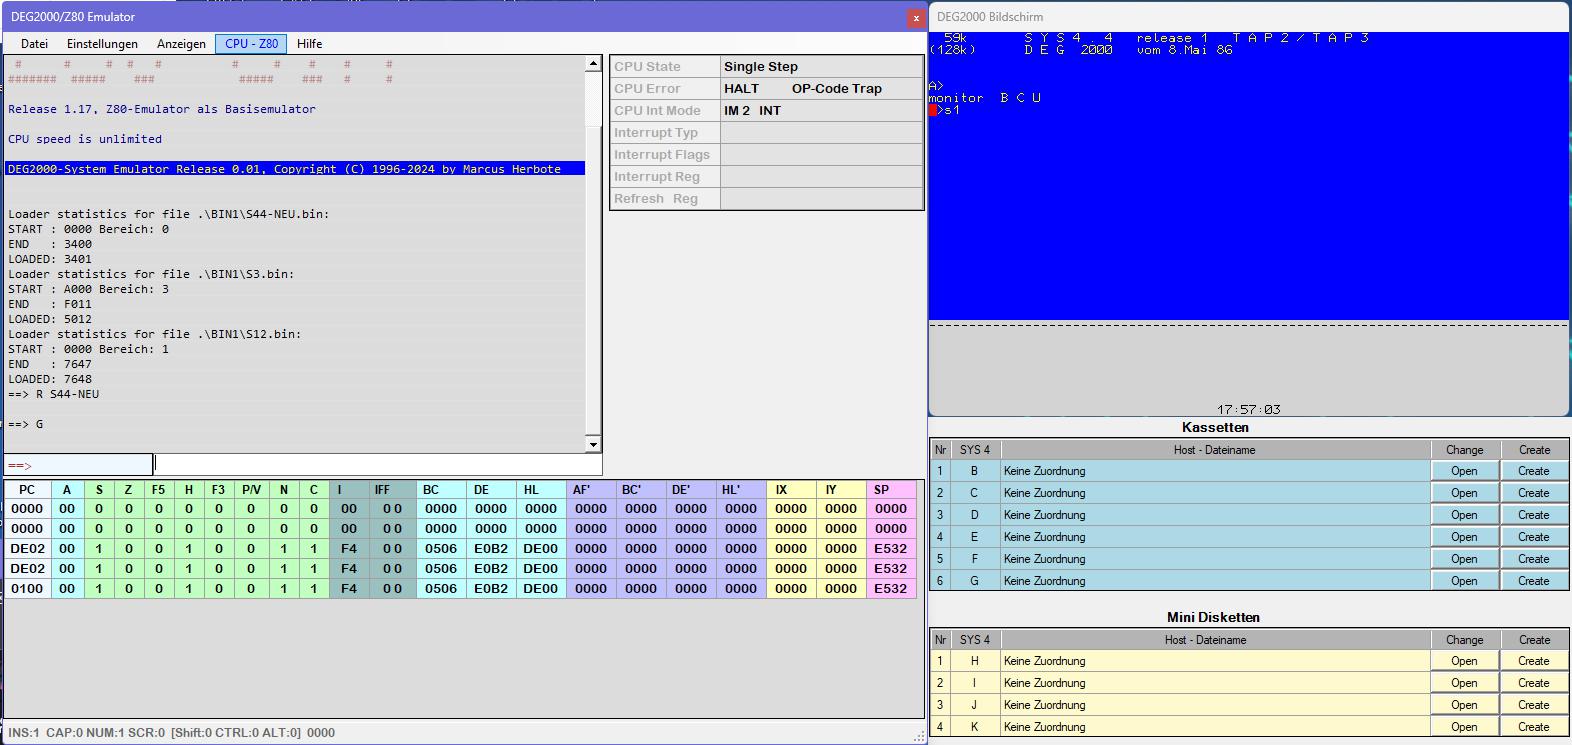 DEG2000/Z80 Emulator
x
Datei Einstellungen Anzeigen CPU - Z80 Hilfe
# # # # # # # # # #
####### ##### ### ##### ### # #
Release 1.17, Z80-Emulator als Basisemulator
CPU speed is unlimited
DEG2000-System Emulator Release 0.01, Copyright (C) 1996-2024 by Marcus Herbote
Loader statistics for file .\BIN1\S44-NEU.bin:
START : 0000 Bereich: 0
END : 3400
LOADED: 3401
Loader statistics for file .\BIN1\S3.bin:
START : A000 Bereich: 3
END : F011
LOADED: 5012
Loader statistics for file .\BIN1\S12.bin:
START : 0000 Bereich: 1
END : 7647
LOADED: 7648
==> R S44-NEU
==> G
==>
CPU State Single Step
CPU Error HALT OP-Code Trap
CPU Int Mode IM 2 INT
Interrupt Typ
Interrupt Flags
Interrupt Reg
Refresh Reg
PC A S Z F5 H F3 P/V N C I IFF BC DE HL AF' BC' DE' HL' IX IY SP
0000 00 0 0 0 0 0 0 0 0 00 0 0 0000 0000 0000 0000 0000 0000 0000 0000 0000 0000
0000 00 0 0 0 0 0 0 0 0 00 0 0 0000 0000 0000 0000 0000 0000 0000 0000 0000 0000
DE02 00 1 0 0 1 0 0 1 1 F4 0 0 0506 E0B2 DE00 0000 0000 0000 0000 0000 0000 E532
DE02 00 1 0 0 1 0 0 1 1 F4 0 0 0506 E0B2 DE00 0000 0000 0000 0000 0000 0000 E532
0100 00 1 0 0 1 0 0 1 1 F4 0 0 0506 E0B2 DE00 0000 0000 0000 0000 0000 0000 E532
INS:1 CAP:0 NUM:1 SCR:0 [Shift:0 CTRL:0 ALT:0] 0000
DEG2000 Bildschirm
59k S Y S 4 . 4 release 1 T A P 2 / T A P 3
(128k) D E G 2000 vom 8.Mai 86
A>
monitor B C U
>s1
17:57:03
Kassetten
Nr SYS 4 Host - Dateiname Change Create
1 B Keine Zuordnung Open Create
2 C Keine Zuordnung Open Create
3 D Keine Zuordnung Open Create
4 E Keine Zuordnung Open Create
5 F Keine Zuordnung Open Create
6 G Keine Zuordnung Open Create
Mini Disketten
Nr SYS 4 Host - Dateiname Change Create
1 H Keine Zuordnung Open Create
2 I Keine Zuordnung Open Create
3 J Keine Zuordnung Open Create
4 K Keine Zuordnung Open Create